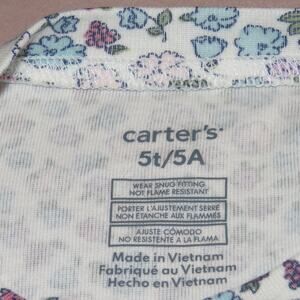 carter's
5t/5A
WEAR SNUG FITTING
NOT FLAME RESISTANT
PORTER L'AJUSTEMENT SERRÉ
NON ÉTANCHE AUX FLAMMES
AJUSTE CÓMODO
NO RESISTENTE A LA FLAMA
Made in Vietnam
Fabriqué au Vietnam
Hecho en Vietnam